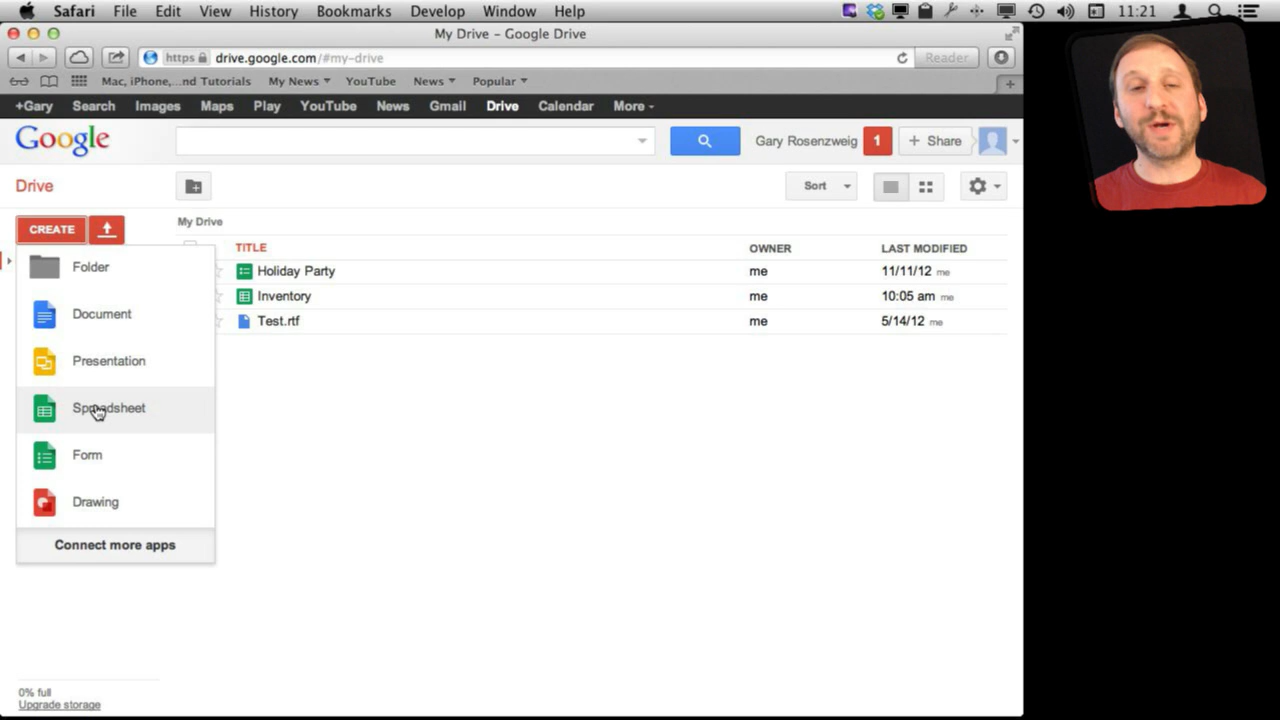 Safari File Edit View History Bookmarks Develop Window Help 11:21
My Drive – Google Drive
https drive.google.com/#my-drive Reader
Mac, iPhone,...nd Tutorials My News YouTube News Popular
+Gary Search Images Maps Play YouTube News Gmail Drive Calendar More
Google Gary Rosenzweig 1 + Share
Drive Sort
CREATE My Drive
TITLE OWNER LAST MODIFIED
Folder
Holiday Party me 11/11/12 me
Inventory me 10:05 am me
Document
Test.rtf me 5/14/12 me
Presentation
Spreadsheet
Form
Drawing
Connect more apps
0% full
Upgrade storage